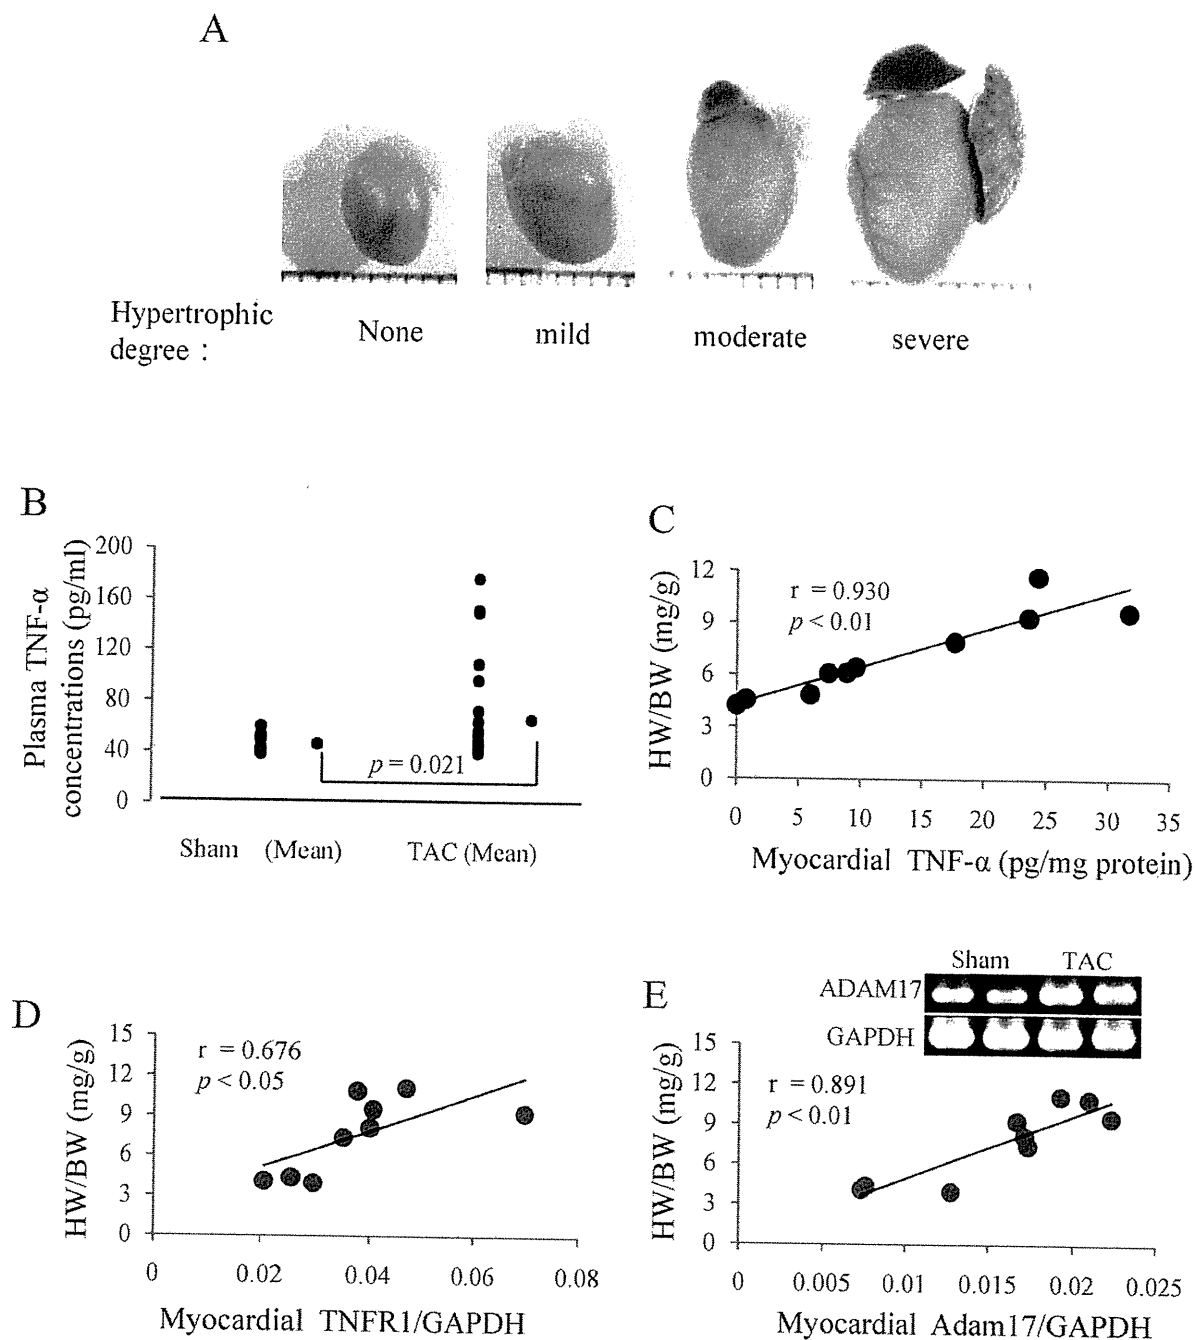 A
Hypertrophic
degree :
None
mild
moderate
severe
B
Plasma TNF-α
concentrations (pg/ml)
200
160
120
80
40
0
p = 0.021
Sham (Mean) TAC (Mean)
C
HW/BW (mg/g)
12
9
6
3
0
r = 0.930
p < 0.01
0 5 10 15 20 25 30 35
Myocardial TNF-α (pg/mg protein)
D
HW/BW (mg/g)
15
12
9
6
3
0
r = 0.676
p < 0.05
0 0.02 0.04 0.06 0.08
Myocardial TNFR1/GAPDH
E
Sham TAC
ADAM17
GAPDH
HW/BW (mg/g)
15
12
9
6
3
0
r = 0.891
p < 0.01
0 0.005 0.01 0.015 0.02 0.025
Myocardial Adam17/GAPDH